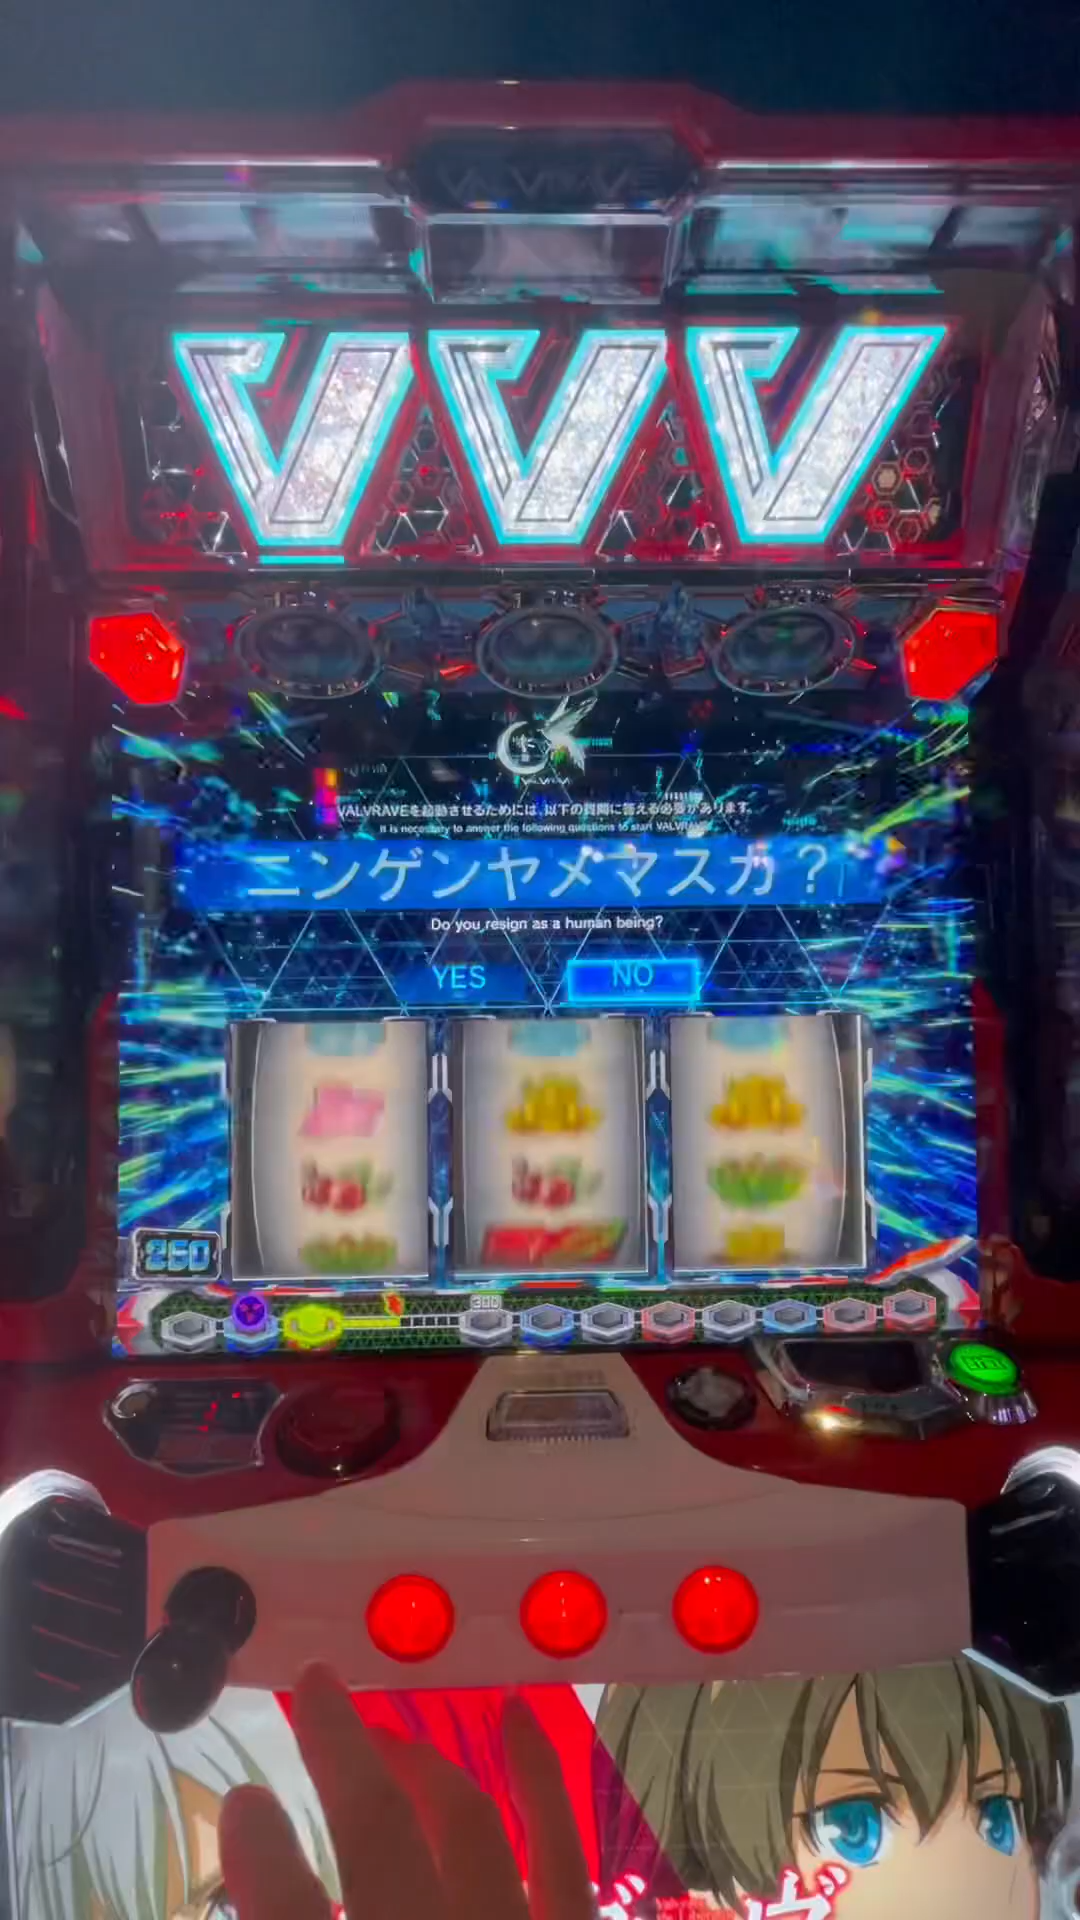 VALVRAVE
VVV
VALVRAVEを起動させるためには、以下の質問に答える必要があります。
It is necessary to answer the following questions to start VALVRAVE.
ニンゲンヤメマスカ？
Do you resign as a human being?
YES
NO
250